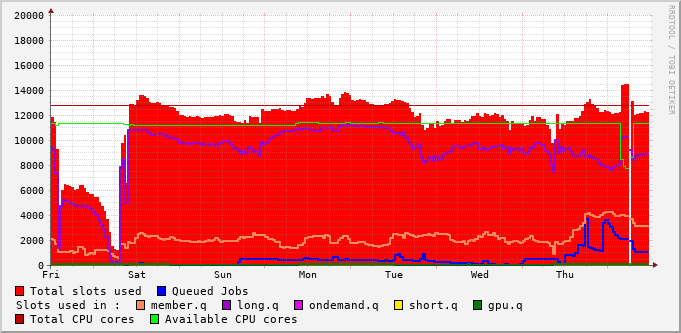 RRDTOOL / TOBI OETIKER
20000
18000
16000
14000
12000
10000
8000
6000
4000
2000
0
Fri Sat Sun Mon Tue Wed Thu
Total slots used Queued Jobs
Slots used in : member.q long.q ondemand.q short.q gpu.q
Total CPU cores Available CPU cores